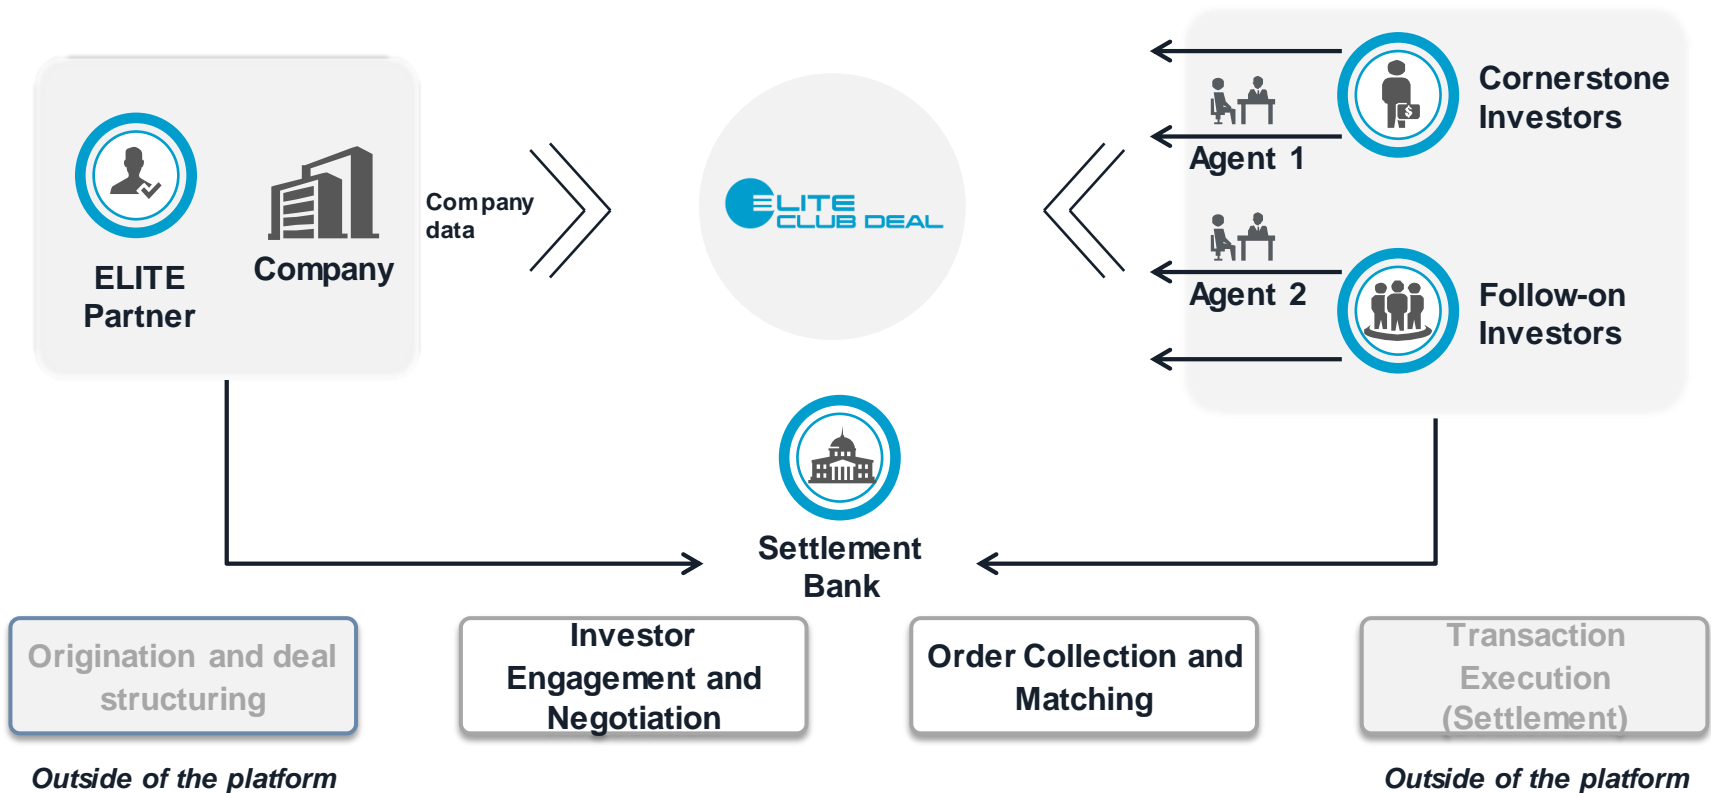 ELITE
Partner
Company
Company
data
ELITE
CLUB DEAL
Agent 1
Agent 2
$
Cornerstone
Investors
Follow-on
Investors
Settlement
Bank
Origination and deal
structuring
Investor
Engagement and
Negotiation
Order Collection and
Matching
Transaction
Execution
(Settlement)
Outside of the platform
Outside of the platform